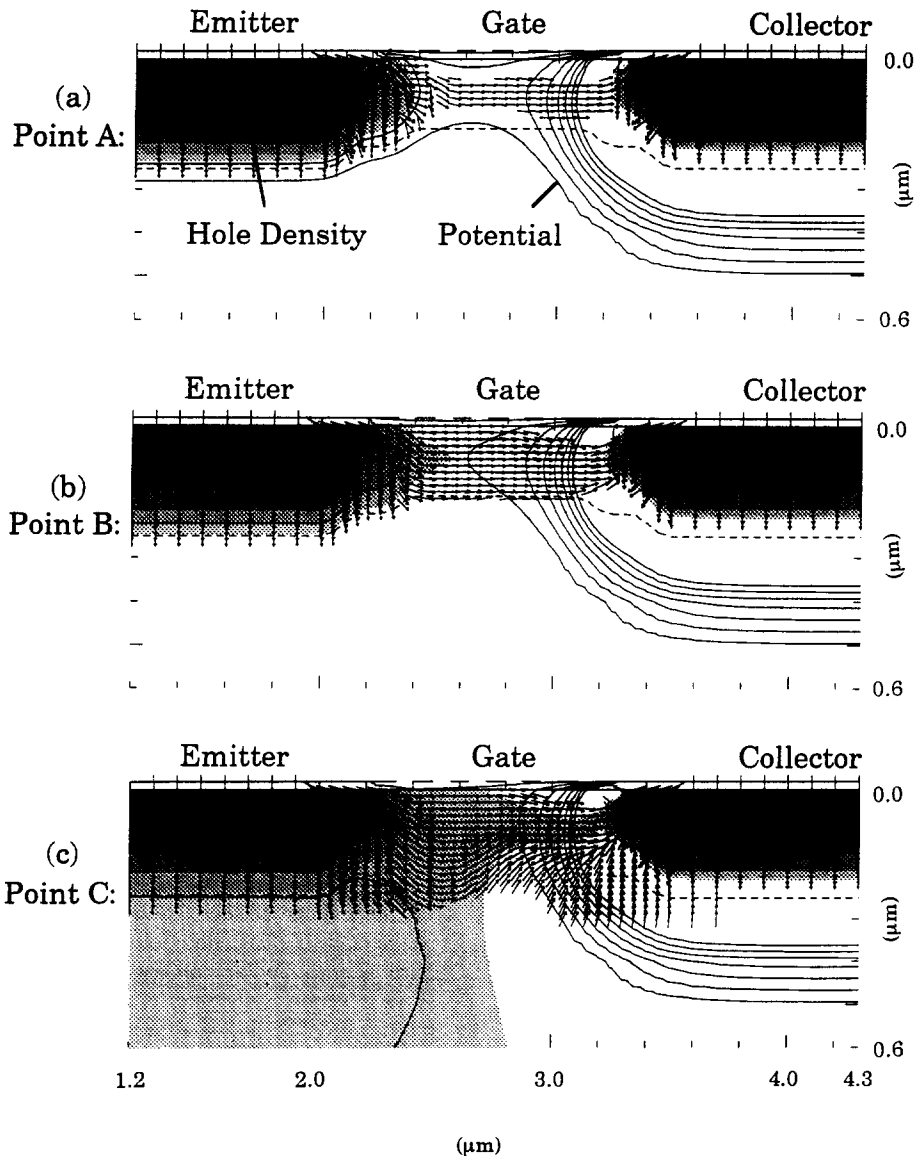 Emitter Gate Collector
0.0
(a)
Point A:
Hole Density Potential
(μm)
0.6
Emitter Gate Collector
0.0
(b)
Point B:
(μm)
0.6
Emitter Gate Collector
0.0
(c)
Point C:
(μm)
0.6
1.2 2.0 3.0 4.0 4.3
(μm)